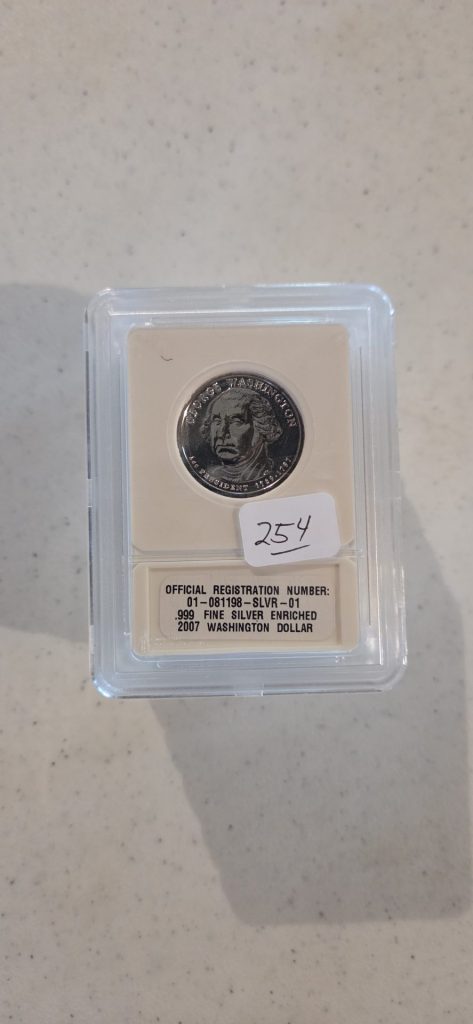 GEORGE WASHINGTON
1st PRESIDENT 1789-1797
254
OFFICIAL REGISTRATION NUMBER:
01-081198-SLVR-01
.999 FINE SILVER ENRICHED
2007 WASHINGTON DOLLAR